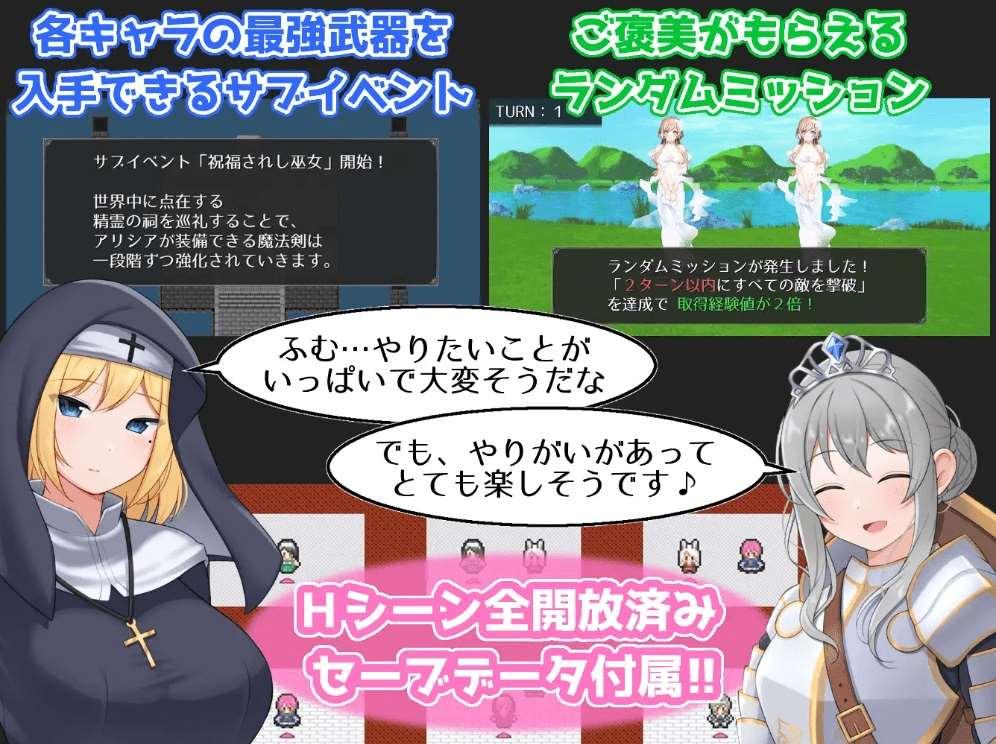 各キャラの最強武器を
入手できるサブイベント
ご褒美がもらえる
ランダムミッション
サブイベント「祝福されし巫女」開始！
世界中に点在する
精霊の祠を巡礼することで、
アリシアが装備できる魔法剣は
一段階ずつ強化されていきます。
TURN：1
ランダムミッションが発生しました！
「２ターン以内にすべての敵を撃破」
を達成で 取得経験値が２倍！
ふむ…やりたいことが
いっぱいで大変そうだな
でも、やりがいがあって
とても楽しそうです♪
Hシーン全開放済み
セーブデータ付属!!